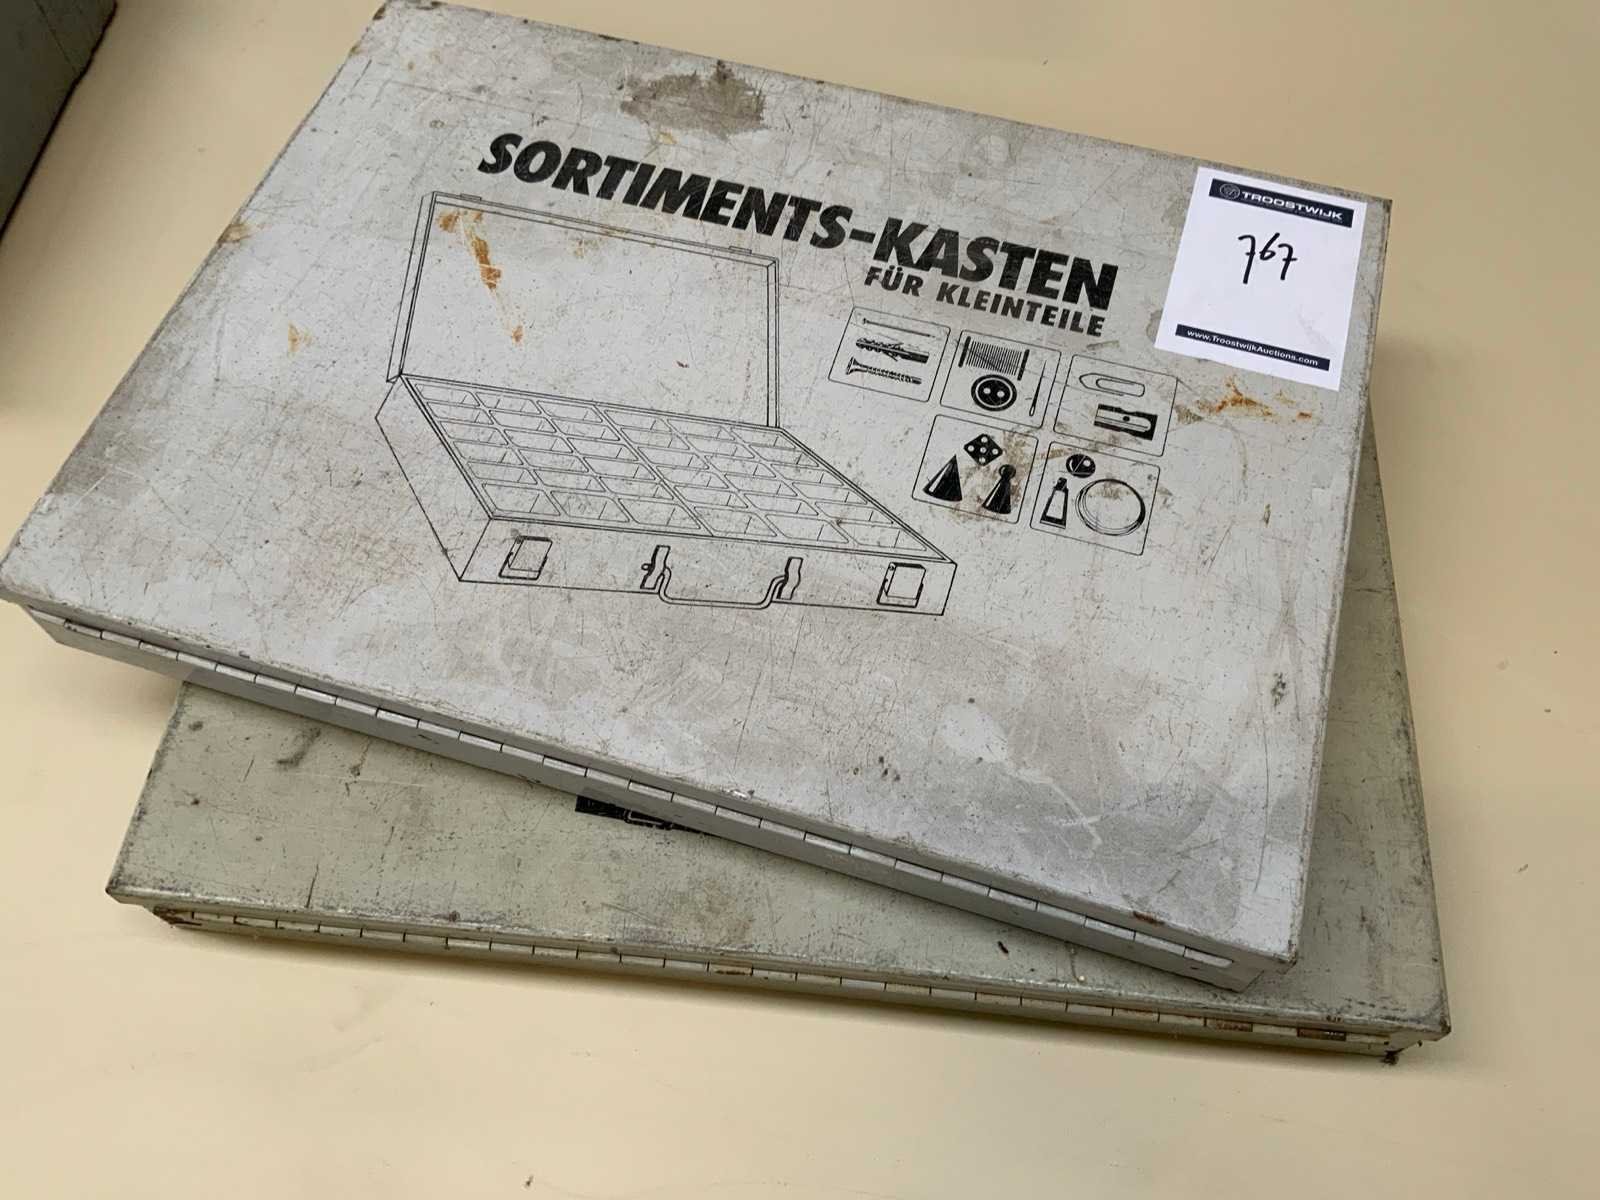 SORTIMENTS-KASTEN
FÜR KLEINTEILE
TROOSTWIJK
767
www.TroostwijkAuctions.com